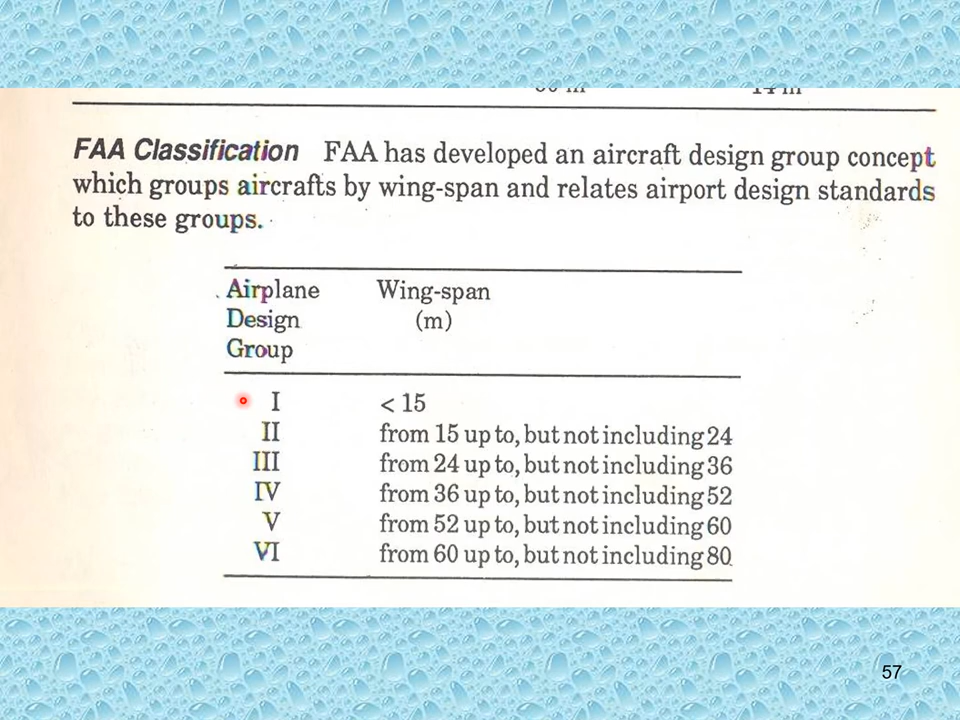 FAA Classification FAA has developed an aircraft design group concept
which groups aircrafts by wing-span and relates airport design standards
to these groups.
Airplane Wing-span
Design (m)
Group
I < 15
II from 15 up to, but not including 24
III from 24 up to, but not including 36
IV from 36 up to, but not including 52
V from 52 up to, but not including 60
VI from 60 up to, but not including 80
57